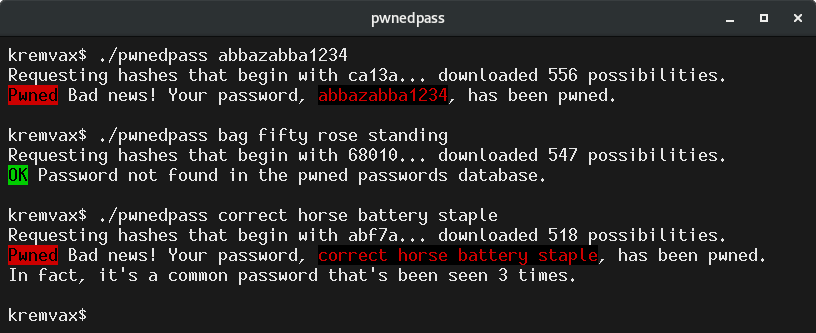 pwnedpass
kremvax$ ./pwnedpass abbazabba1234
Requesting hashes that begin with ca13a... downloaded 556 possibilities.
Pwned Bad news! Your password, abbazabba1234, has been pwned.
kremvax$ ./pwnedpass bag fifty rose standing
Requesting hashes that begin with 68010... downloaded 547 possibilities.
OK Password not found in the pwned passwords database.
kremvax$ ./pwnedpass correct horse battery staple
Requesting hashes that begin with abf7a... downloaded 518 possibilities.
Pwned Bad news! Your password, correct horse battery staple, has been pwned.
In fact, it's a common password that's been seen 3 times.
kremvax$